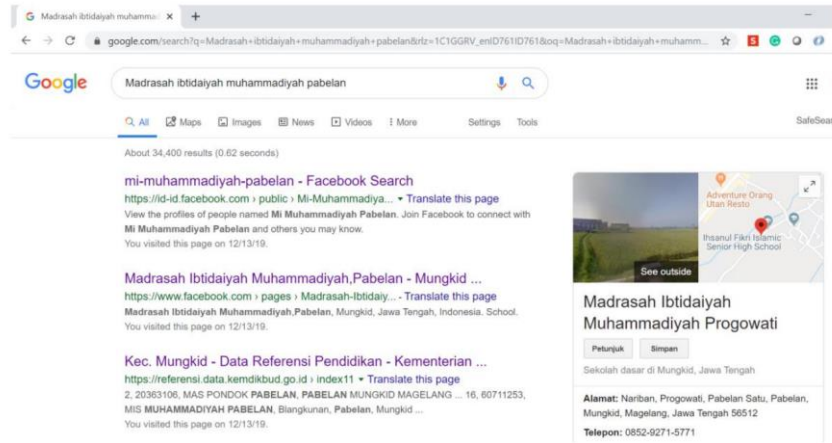 Madrasah ibtidaiyah muhammad
google.com/search?q=Madrasah+ibtidaiyah+muhammadiyah+pabelan&rlz=1C1GGRV_enID761ID761&oq=Madrasah+ibtidaiyah+muhamm...
Google
Madrasah ibtidaiyah muhammadiyah pabelan
All Maps Images News Videos More Settings Tools
SafeSear
About 34,400 results (0.62 seconds)
mi-muhammadiyah-pabelan - Facebook Search
https://id-id.facebook.com › public › Mi-Muhammadiya... ▾ Translate this page
View the profiles of people named Mi Muhammadiyah Pabelan. Join Facebook to connect with
Mi Muhammadiyah Pabelan and others you may know.
You visited this page on 12/13/19.
Madrasah Ibtidaiyah Muhammadiyah,Pabelan - Mungkid ...
https://www.facebook.com › pages › Madrasah-Ibtidaiy... - Translate this page
Madrasah Ibtidaiyah Muhammadiyah,Pabelan, Mungkid, Jawa Tengah, Indonesia. School.
You visited this page on 12/13/19.
Kec. Mungkid - Data Referensi Pendidikan - Kementerian ...
https://referensi.data.kemdikbud.go.id › index11 ▾ Translate this page
2, 20363106, MAS PONDOK PABELAN, PABELAN MUNGKID MAGELANG ... 16, 60711253,
MIS MUHAMMADIYAH PABELAN, Blangkunan, Pabelan, Mungkid ...
You visited this page on 12/13/19.
Adventure Orang
Utan Resto
Ihsanul Fikri Islamic
Senior High School
See outside
Madrasah Ibtidaiyah
Muhammadiyah Progowati
Petunjuk Simpan
Sekolah dasar di Mungkid, Jawa Tengah
Alamat: Nariban, Progowati, Pabelan Satu, Pabelan,
Mungkid, Magelang, Jawa Tengah 56512
Telepon: 0852-9271-5771